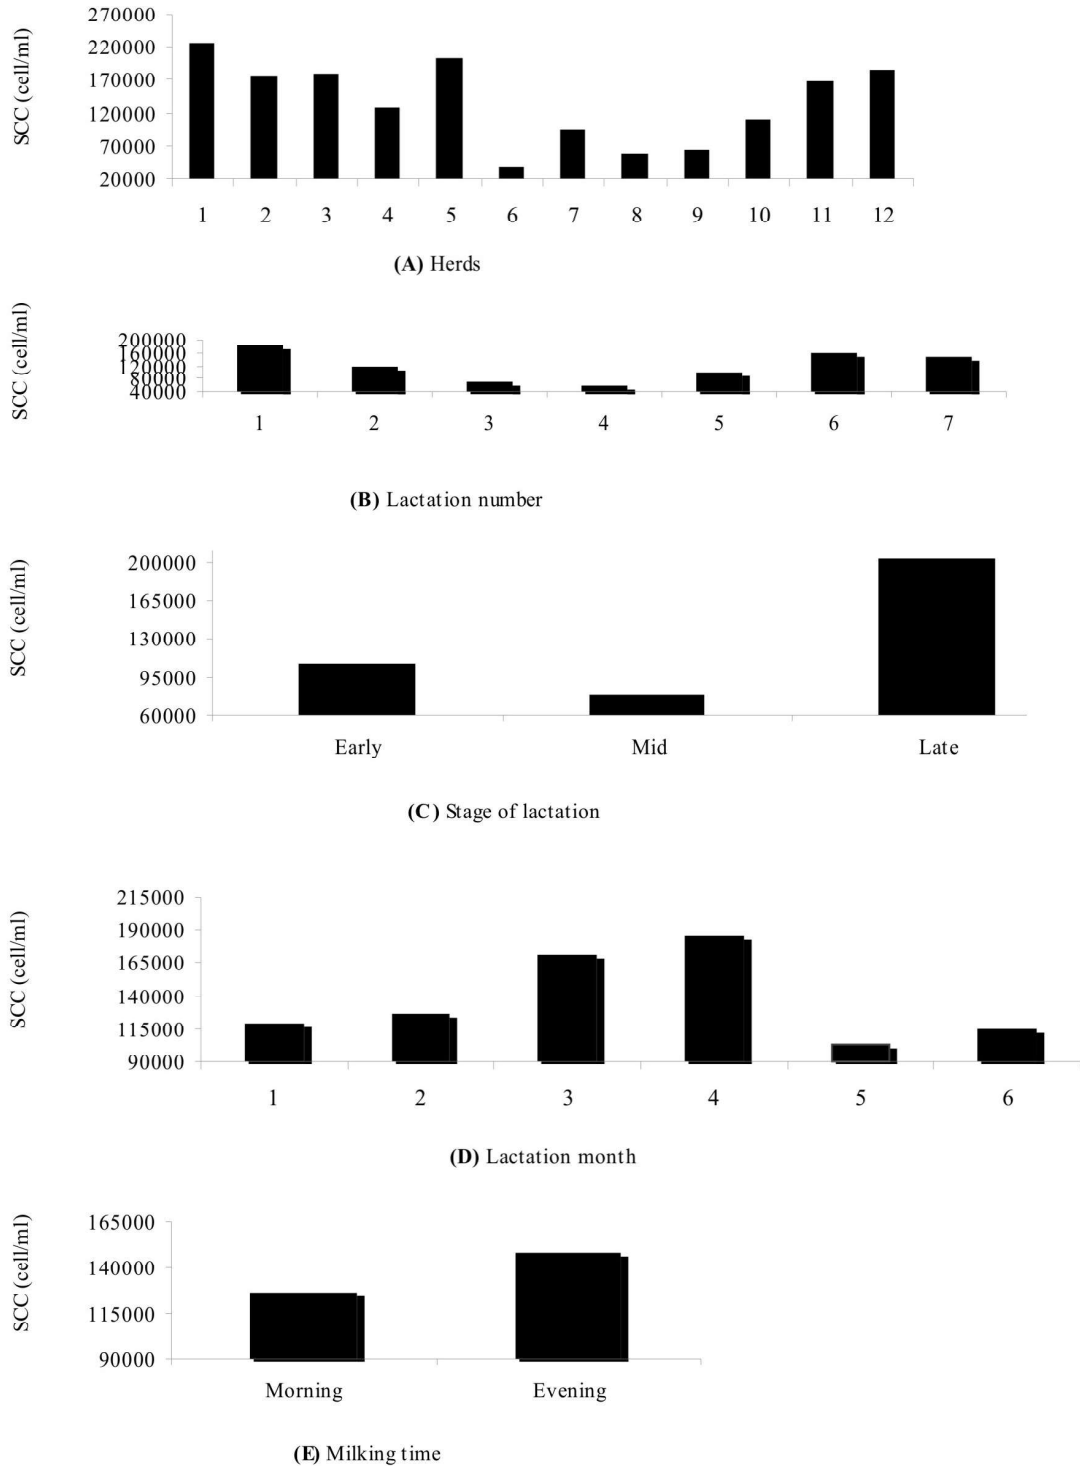 SCC (cell/ml)
270000
220000
170000
120000
70000
20000
1 2 3 4 5 6 7 8 9 10 11 12
(A) Herds
SCC (cell/ml)
200000
160000
120000
80000
40000
1 2 3 4 5 6 7
(B) Lactation number
SCC (cell/ml)
200000
165000
130000
95000
60000
Early Mid Late
(C) Stage of lactation
SCC (cell/ml)
215000
190000
165000
140000
115000
90000
1 2 3 4 5 6
(D) Lactation month
SCC (cell/ml)
165000
140000
115000
90000
Morning Evening
(E) Milking time